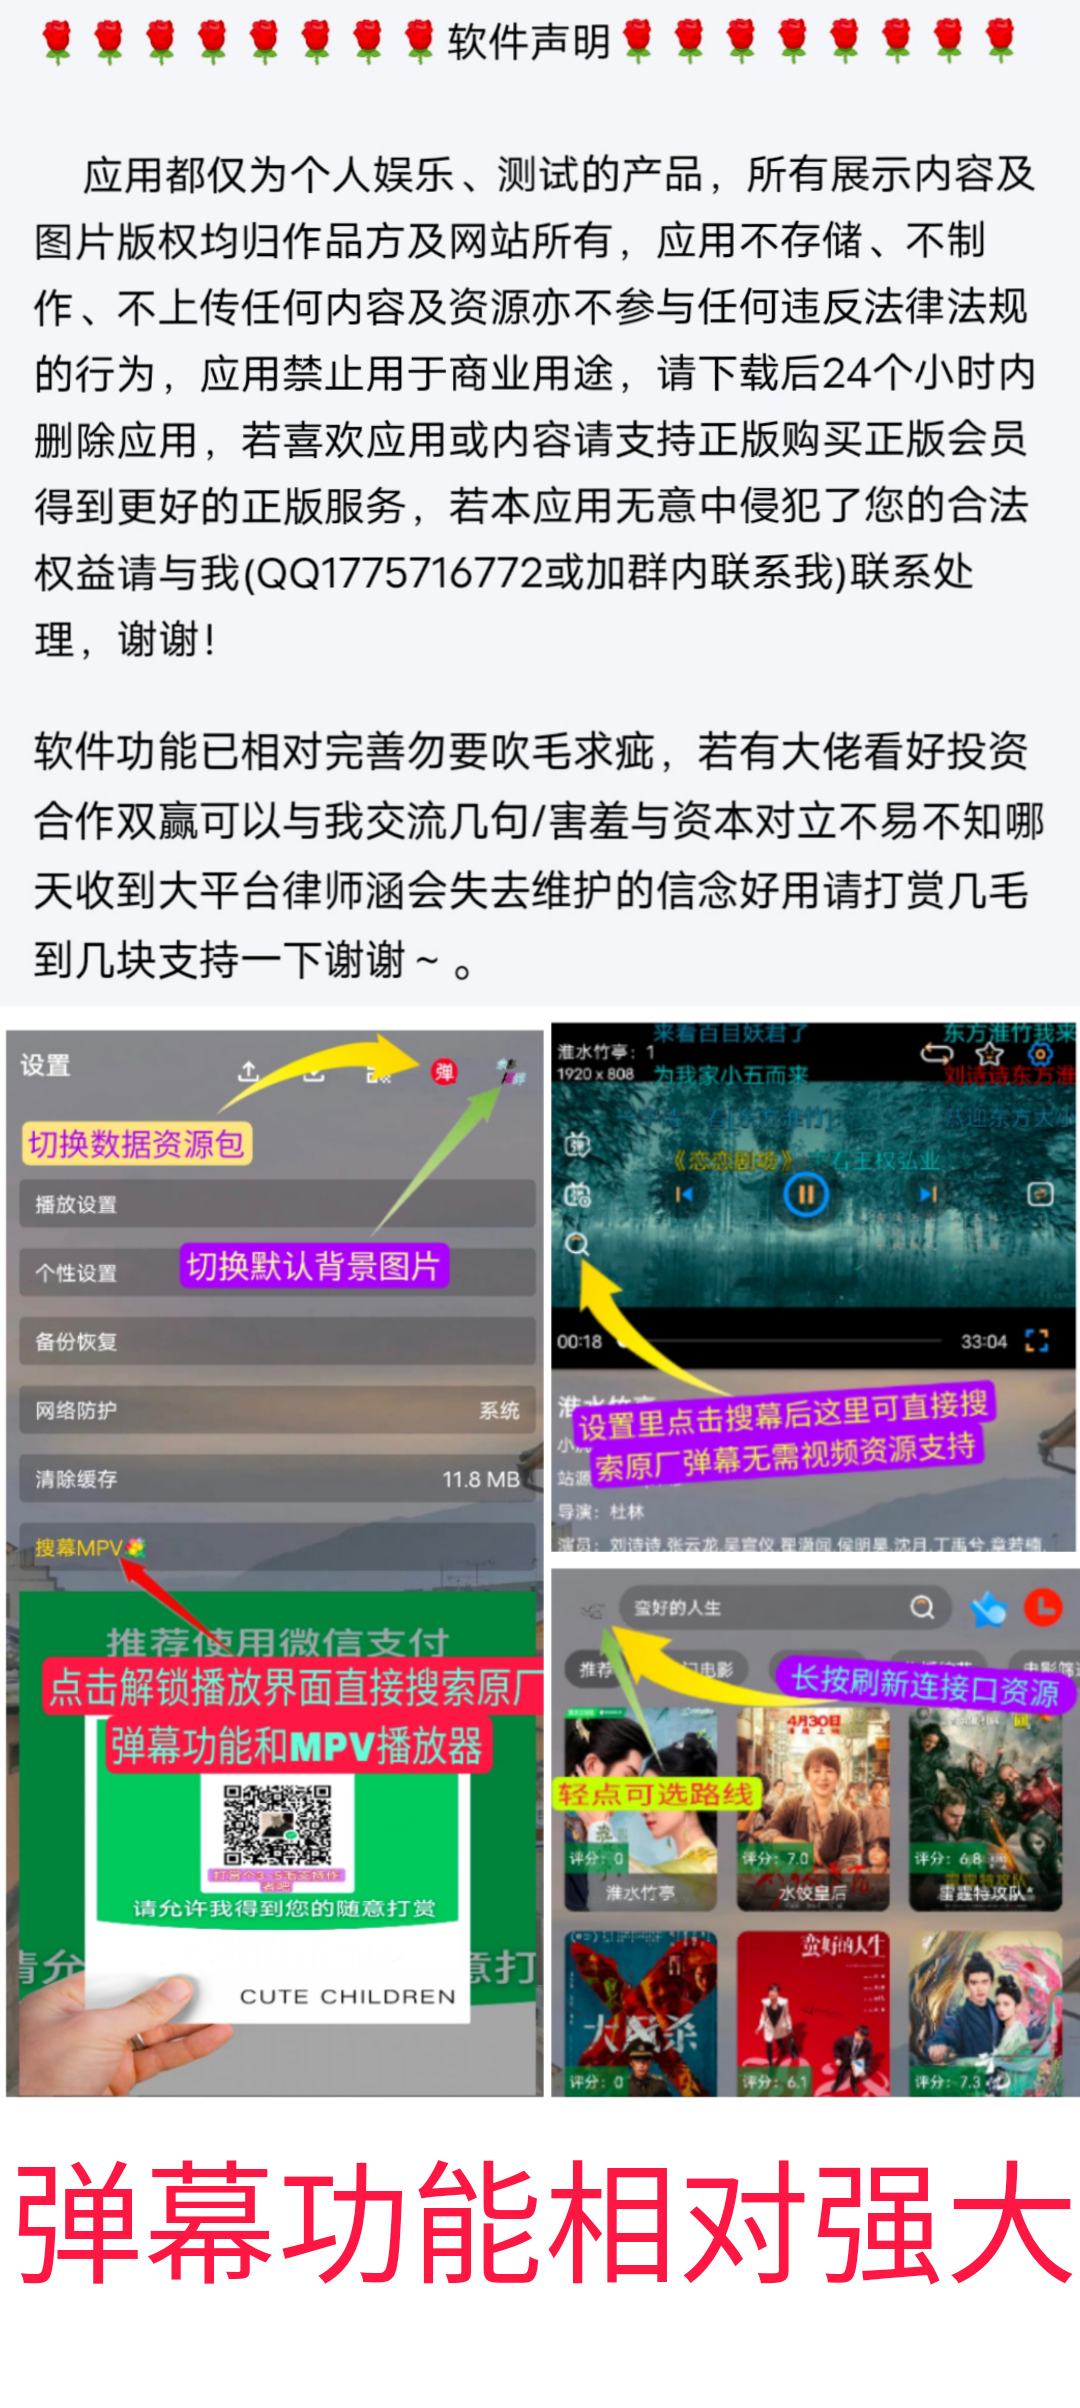 软件声明
应用都仅为个人娱乐、测试的产品，所有展示内容及
图片版权均归作品方及网站所有，应用不存储、不制
作、不上传任何内容及资源亦不参与任何违反法律法规
的行为，应用禁止用于商业用途，请下载后24个小时内
删除应用，若喜欢应用或内容请支持正版购买正版会员
得到更好的正版服务，若本应用无意中侵犯了您的合法
权益请与我(QQ1775716772或加群内联系我)联系处
理，谢谢！
软件功能已相对完善勿要吹毛求疵，若有大佬看好投资
合作双赢可以与我交流几句/害羞与资本对立不易不知哪
天收到大平台律师涵会失去维护的信念好用请打赏几毛
到几块支持一下谢谢～。
设置
弹
切换数据资源包
播放设置
切换默认背景图片
个性设置
备份恢复
网络防护 系统
清除缓存 11.8 MB
搜幕MPV
推荐使用微信支付
点击解锁播放界面直接搜索原厂
弹幕功能和MPV播放器
请允许我得到您的随意打赏
CUTE CHILDREN
来看百目妖君了
东方淮竹我来
淮水竹亭：1
1920 x 808
为我家小五而来
刘诗诗东方淮
《恋恋剧场》
王权弘业
00:18
33:04
设置里点击搜幕后这里可直接搜
索原厂弹幕无需视频资源支持
导演：杜林
演员：刘诗诗,张云龙,吴宣仪,翟潇闻,侯明昊,沈月,丁禹兮,章若楠,
蛮好的人生
推荐
电影
长按刷新连接口资源
轻点可选路线
4月30日
评分：0
评分：7.0
评分：6.8
淮水竹亭
水饺皇后
雷霆特攻队*
蛮好的人生
评分：0
评分：6.1
评分：7.3
弹幕功能相对强大